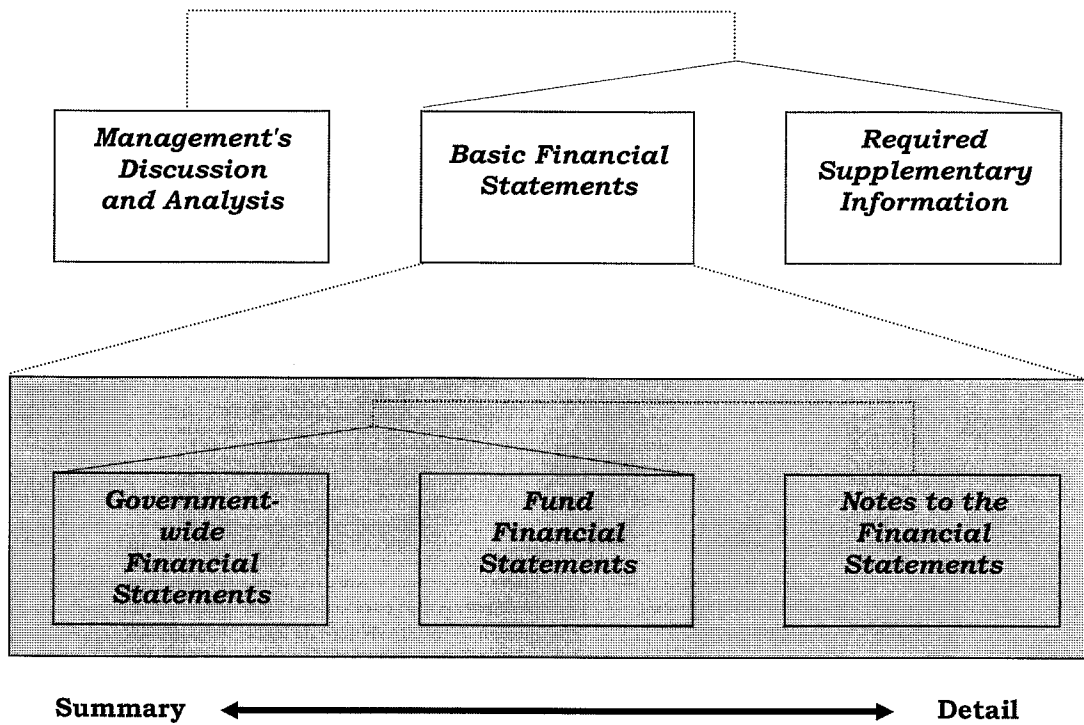 Management's
Discussion
and Analysis
Basic Financial
Statements
Required
Supplementary
Information
Government-
wide
Financial
Statements
Fund
Financial
Statements
Notes to the
Financial
Statements
Summary
Detail